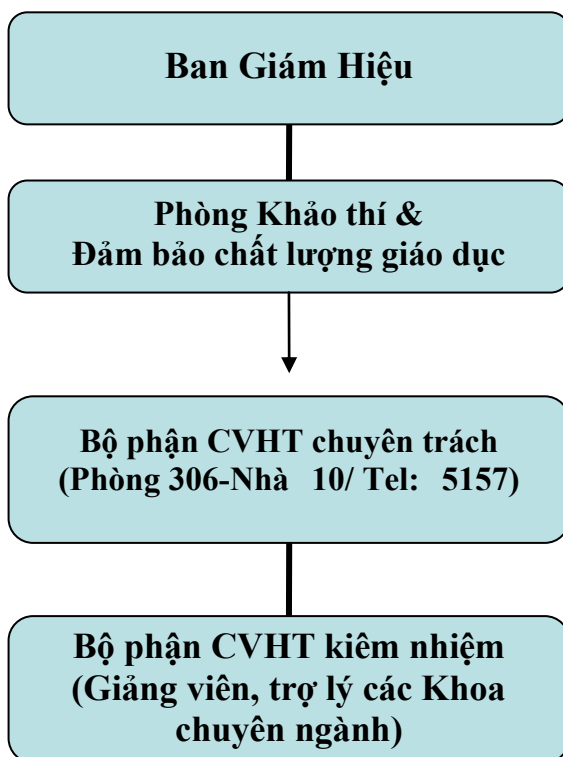 Ban Giám Hiệu
Phòng Khảo thí &
Đảm bảo chất lượng giáo dục
Bộ phận CVHT chuyên trách
(Phòng 306-Nhà 10/ Tel: 5157)
Bộ phận CVHT kiêm nhiệm
(Giảng viên, trợ lý các Khoa
chuyên ngành)